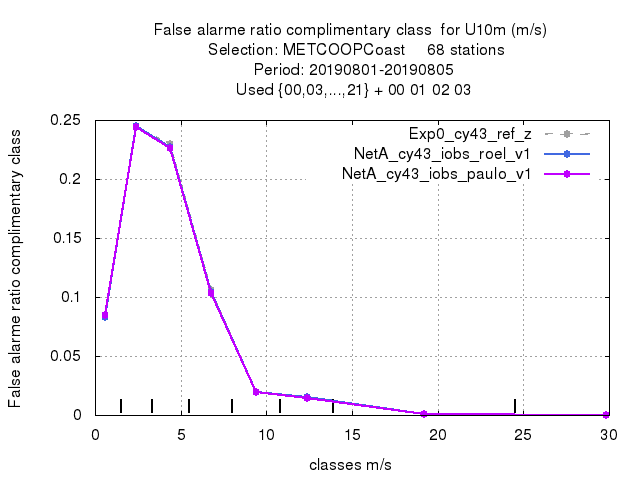 False alarme ratio complimentary class  for U10m (m/s)
Selection: METCOOPCoast     68 stations
Period: 20190801-20190805
Used {00,03,...,21} + 00 01 02 03
Exp0_cy43_ref_z
NetA_cy43_iobs_roel_v1
NetA_cy43_iobs_paulo_v1
False alarme ratio complimentary class
0.25
0.2
0.15
0.1
0.05
0
0 5 10 15 20 25 30
classes m/s